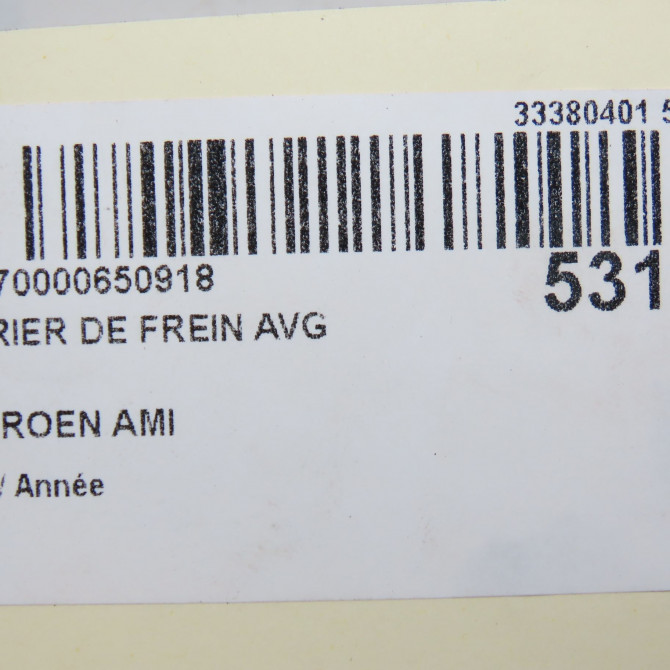 33380401 5
70000650918
531
RIER DE FREIN AVG
ROEN AMI
/ Année